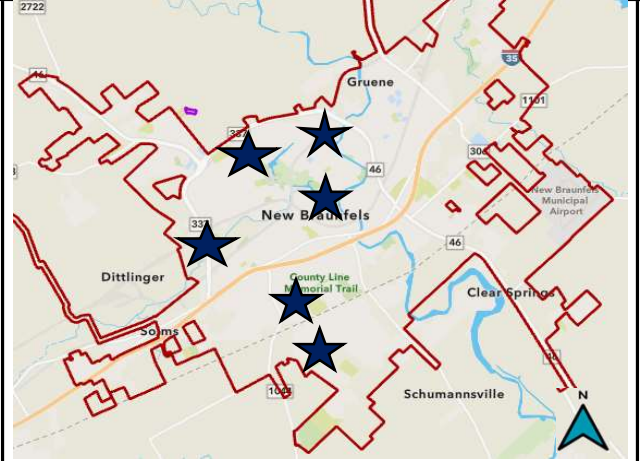 2722
35
46
Gruene
1101
337
306
46
New Braunfels
Municipal
Airport
New Braunfels
337
46
County Line
Memorial Trail
Dittlinger
Clear Springs
Solms
46
1044
Schumannsville
N